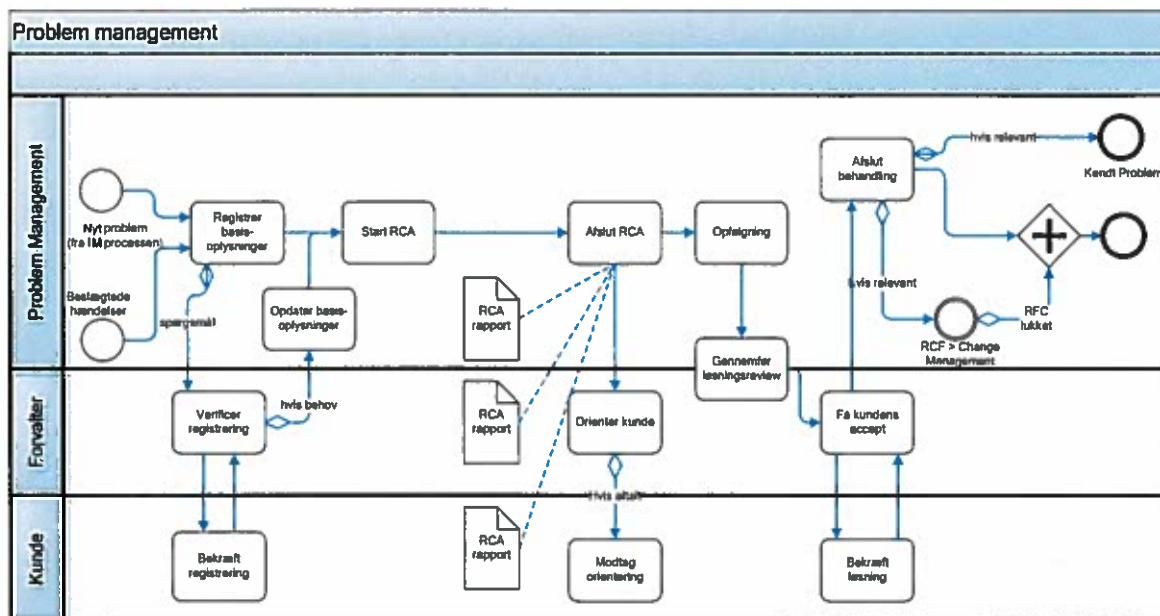 Problem management
Problem Management
Forvalter
Kunde
Nyt problem
(fra IM processen)
Beslægtede
hændelser
Registrer
basis-
oplysninger
spørgsmål
Opdater basis-
oplysninger
hvis behov
Verificer
registrering
Bekræft
registrering
Start RCA
RCA
rapport
RCA
rapport
RCA
rapport
Afslut RCA
Orienter kunde
Hvis aftalt
Modtag
orientering
Opfølgning
Gennemfør
løsningsreview
Få kundens
accept
Bekræft
løsning
Afslut
behandling
hvis relevant
Kendt Problem
hvis relevant
RCF > Change
Management
RFC
lukket